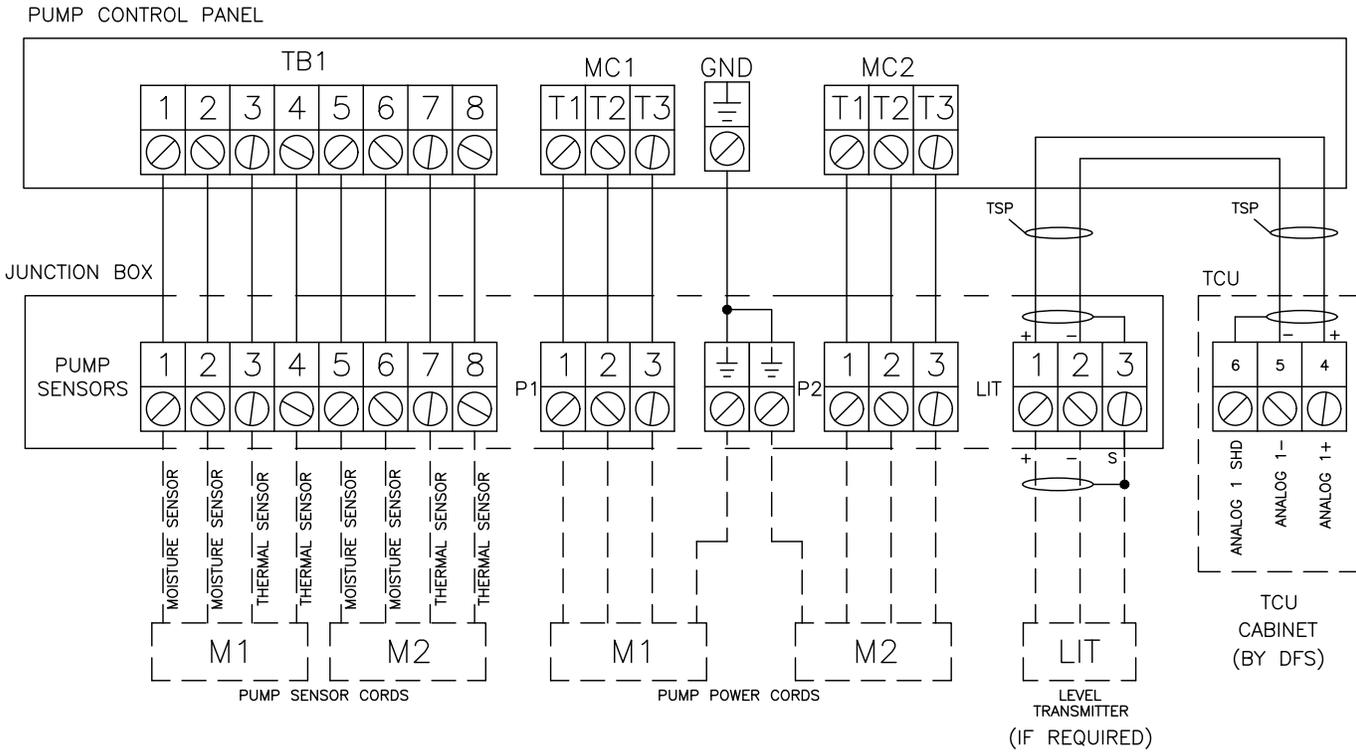 PUMP CONTROL PANEL
TB1
MC1
GND
MC2
1 2 3 4 5 6 7 8
T1 T2 T3
T1 T2 T3
TSP
TSP
JUNCTION BOX
TCU
+ −
− +
PUMP
SENSORS
1 2 3 4 5 6 7 8
P1
1 2 3
P2
1 2 3
LIT
1 2 3
6 5 4
+ − S
MOISTURE SENSOR
MOISTURE SENSOR
THERMAL SENSOR
THERMAL SENSOR
MOISTURE SENSOR
MOISTURE SENSOR
THERMAL SENSOR
THERMAL SENSOR
ANALOG 1 SHD
ANALOG 1−
ANALOG 1+
M1
M2
M1
M2
LIT
PUMP SENSOR CORDS
PUMP POWER CORDS
LEVEL
TRANSMITTER
(IF REQUIRED)
TCU
CABINET
(BY DFS)